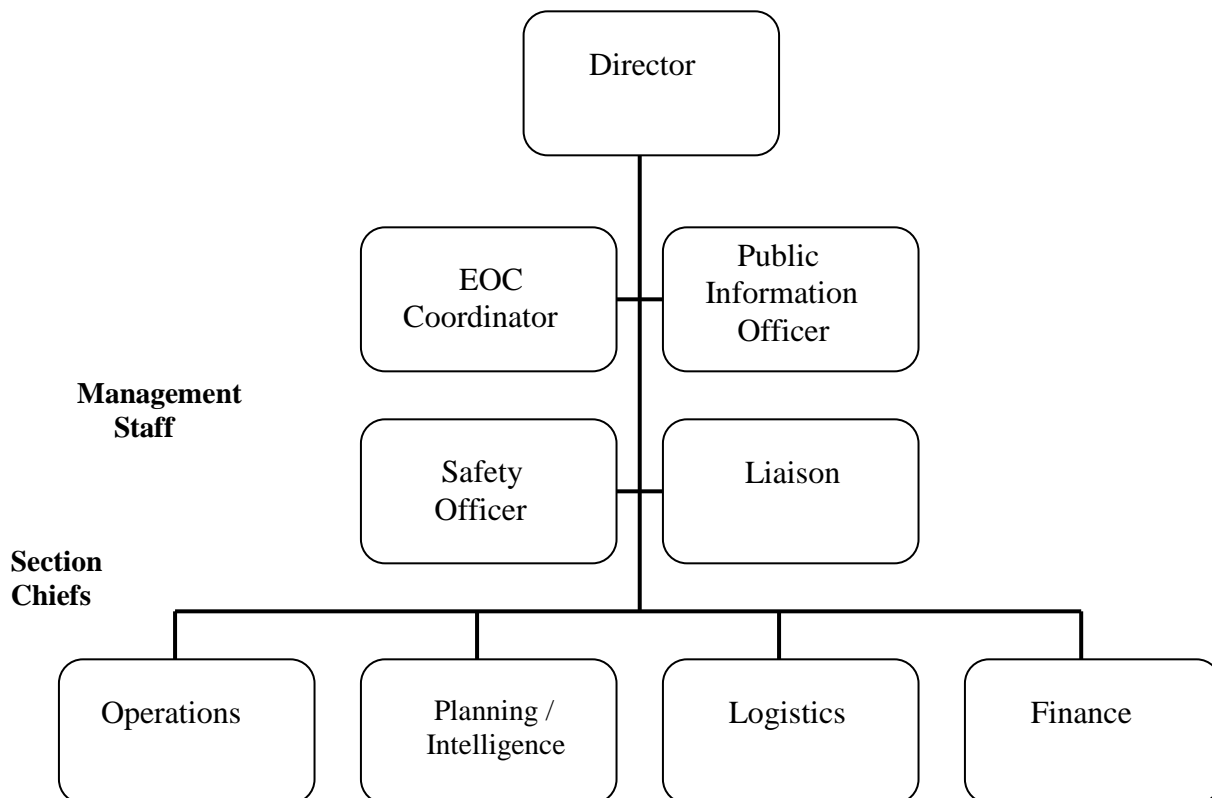 Director
EOC
Coordinator
Public
Information
Officer
Management
Staff
Safety
Officer
Liaison
Section
Chiefs
Operations
Planning /
Intelligence
Logistics
Finance